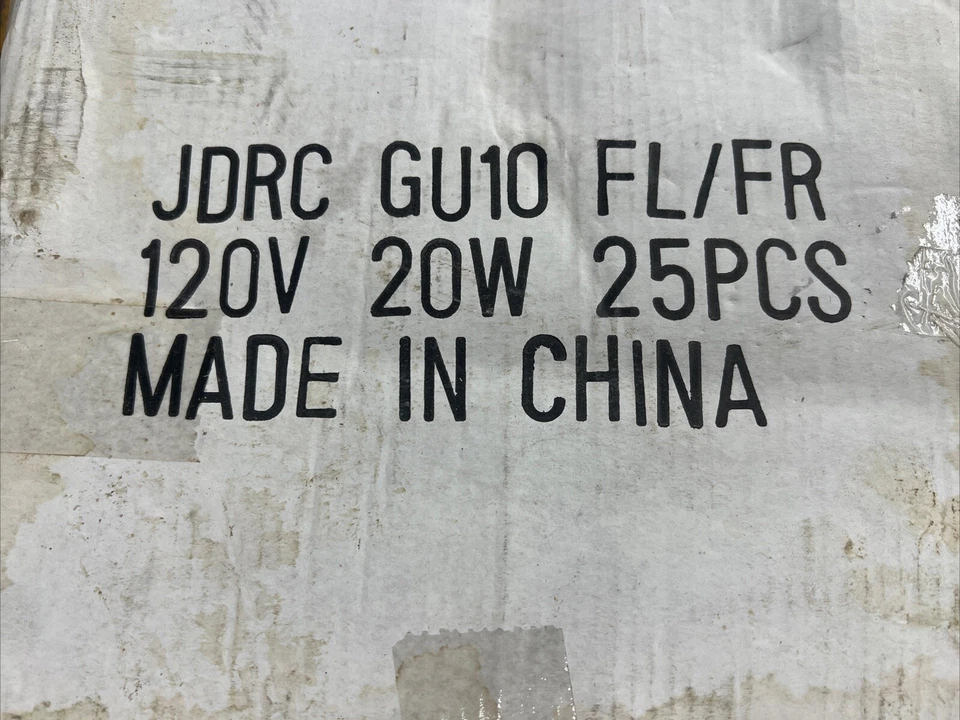 JDRC GU10 FL/FR
120V 20W 25PCS
MADE IN CHINA